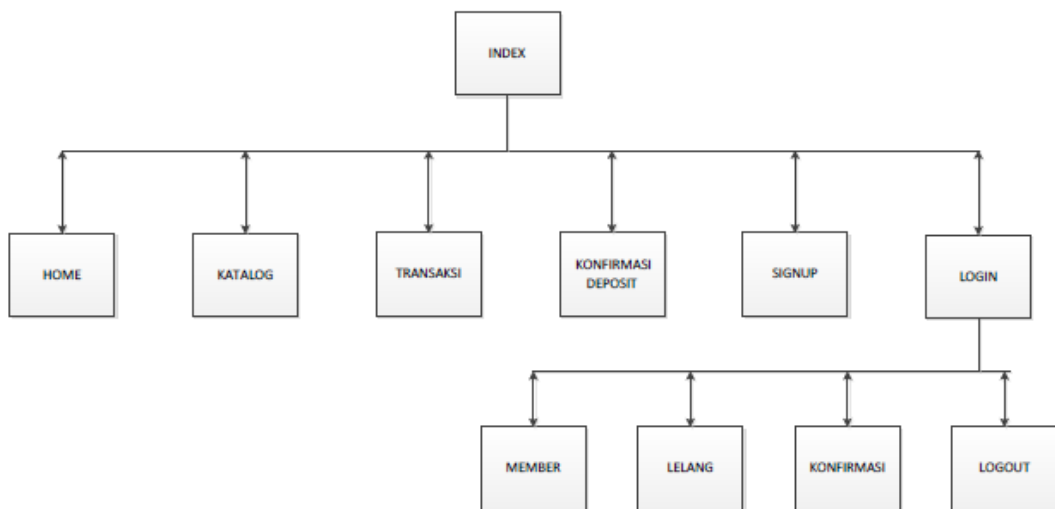 INDEX
HOME
KATALOG
TRANSAKSI
KONFIRMASI
DEPOSIT
SIGNUP
LOGIN
MEMBER
LELANG
KONFIRMASI
LOGOUT